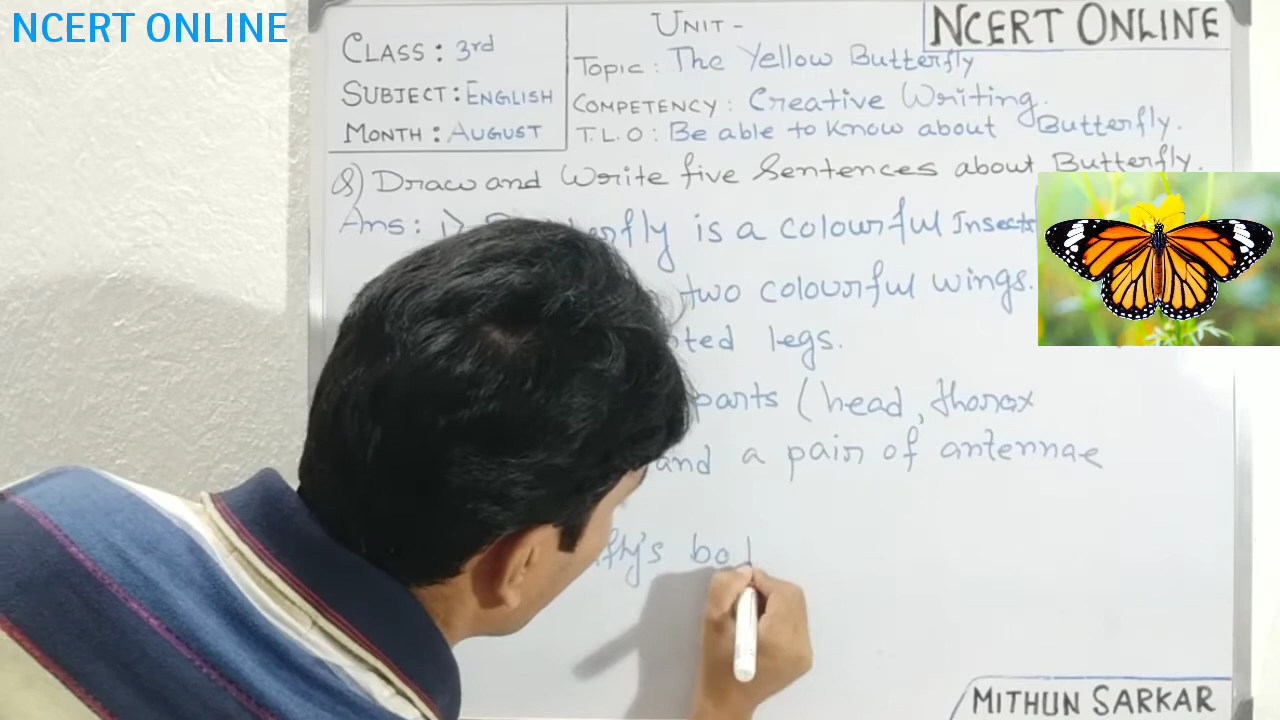 NCERT ONLINE
CLASS: 3rd
SUBJECT: ENGLISH
MONTH: AUGUST
UNIT -
TOPIC: The Yellow Butterfly
COMPETENCY: Creative Writing.
T.L.O: Be able to know about Butterfly.
NCERT ONLINE
Q) Draw and Write five Sentences about Butterfly.
Ans: 1) is a colourful Insects
two colourful wings.
legs.
parts (head, thorax
and a pair of antennae
MITHUN SARKAR